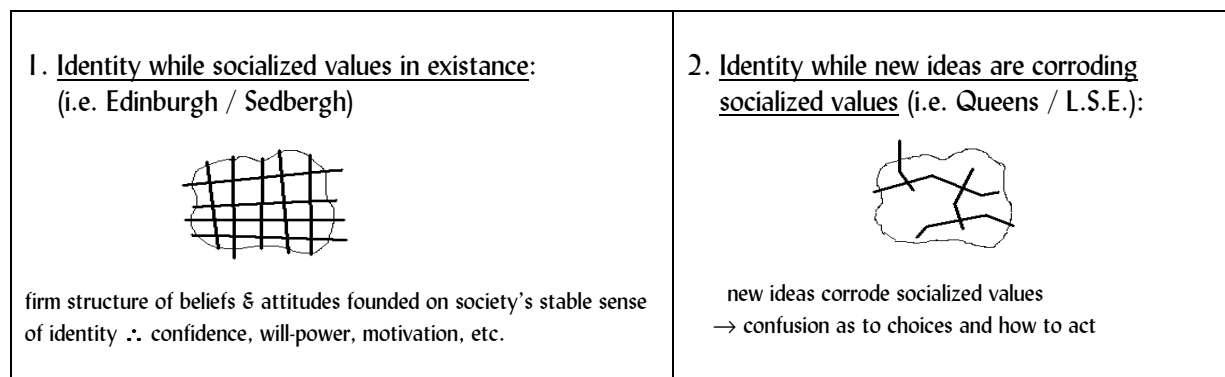 1. Identity while socialized values in existance:
(i.e. Edinburgh / Sedbergh)
firm structure of beliefs & attitudes founded on society's stable sense
of identity ∴ confidence, will-power, motivation, etc.
2. Identity while new ideas are corroding
socialized values (i.e. Queens / L.S.E.):
new ideas corrode socialized values
→ confusion as to choices and how to act